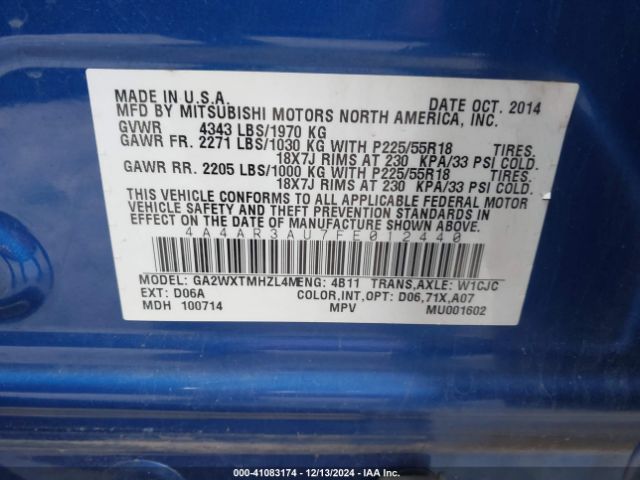 MADE IN U.S.A. DATE OCT. 2014
MFD BY MITSUBISHI MOTORS NORTH AMERICA, INC.
GVWR 4343 LBS/1970 KG
GAWR FR. 2271 LBS/1030 KG WITH P225/55R18 TIRES.
18X7J RIMS AT 230 KPA/33 PSI COLD.
GAWR RR. 2205 LBS/1000 KG WITH P225/55R18 TIRES.
18X7J RIMS AT 230 KPA/33 PSI COLD.
THIS VEHICLE CONFORMS TO ALL APPLICABLE FEDERAL MOTOR
VEHICLE SAFETY AND THEFT PREVENTION STANDARDS IN
EFFECT ON THE DATE OF MANUFACTURE SHOWN ABOVE.
4A4AR3AU7FE012440
MODEL: GA2WXTMHZL4M ENG: 4B11 TRANS,AXLE: W1CJC
EXT: D06A COLOR,INT,OPT: D06,71X,A07
MDH 100714 MPV MU001602
COPART: 0000-41083174 | 12/13/2024 | IAA Inc.